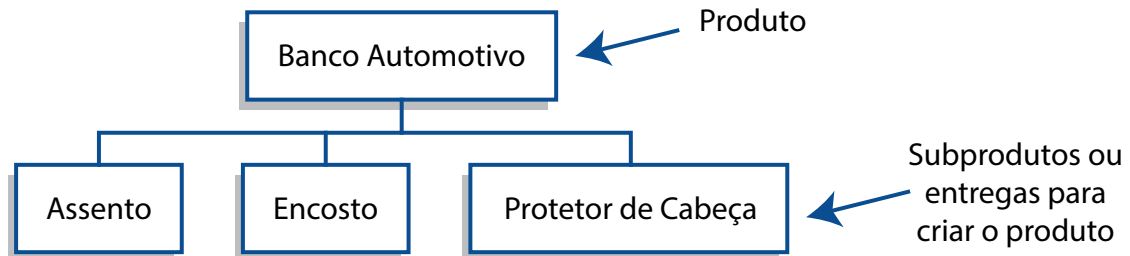 Produto
Banco Automotivo
Assento
Encosto
Protetor de Cabeça
Subprodutos ou
entregas para
criar o produto